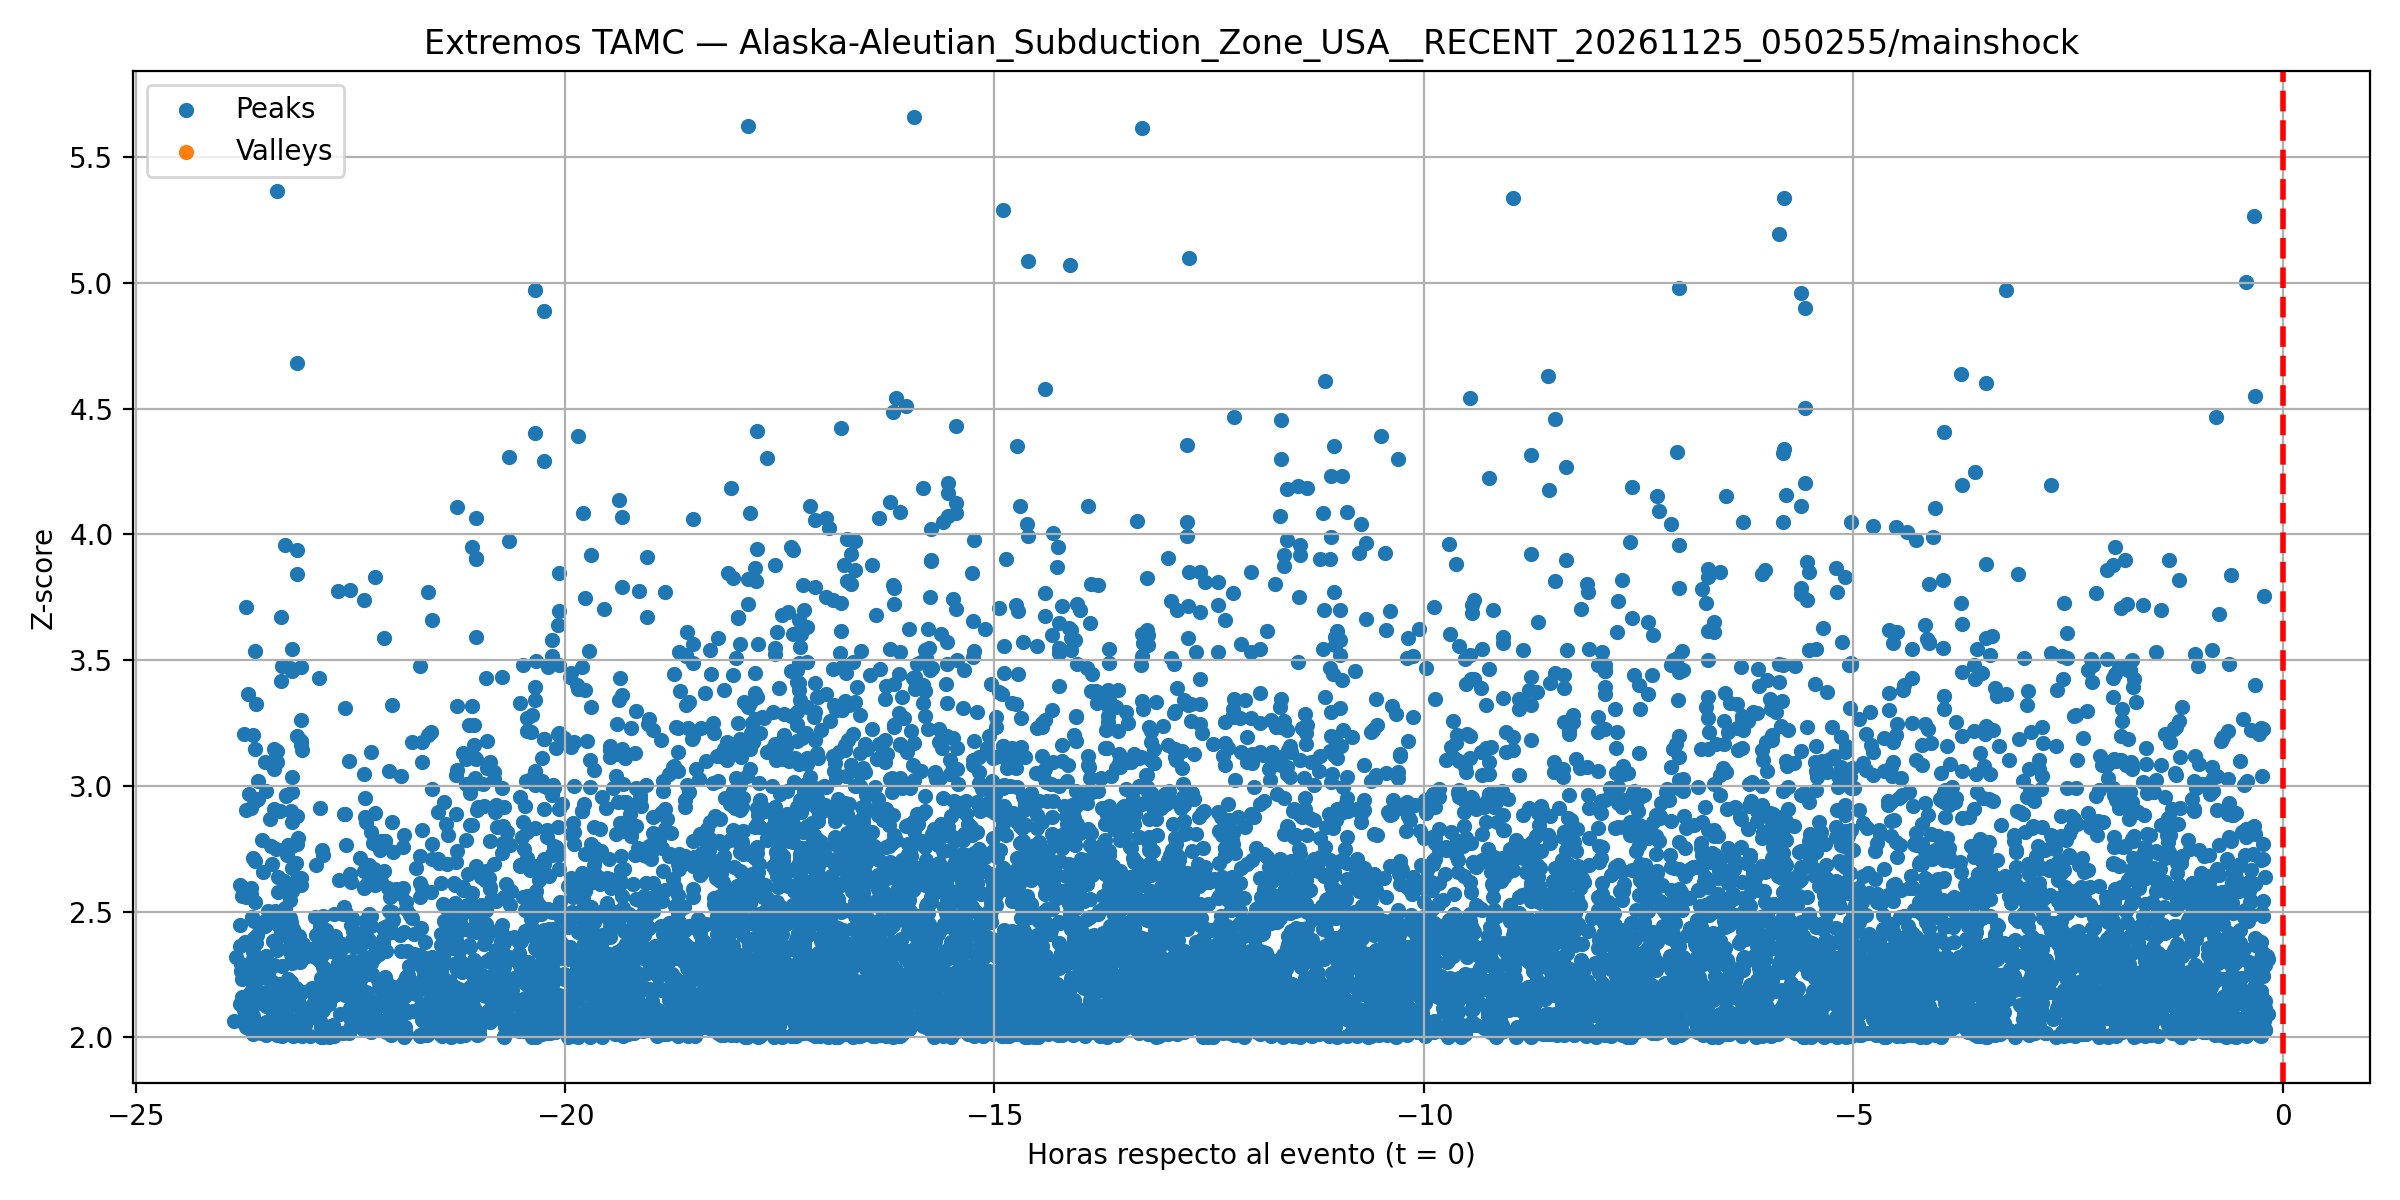 Extremos TAMC — Alaska-Aleutian_Subduction_Zone_USA__RECENT_20261125_050255/mainshock
Peaks
Valleys
5.5
5.0
4.5
4.0
3.5
3.0
2.5
2.0
Z-score
−25
−20
−15
−10
−5
0
Horas respecto al evento (t = 0)